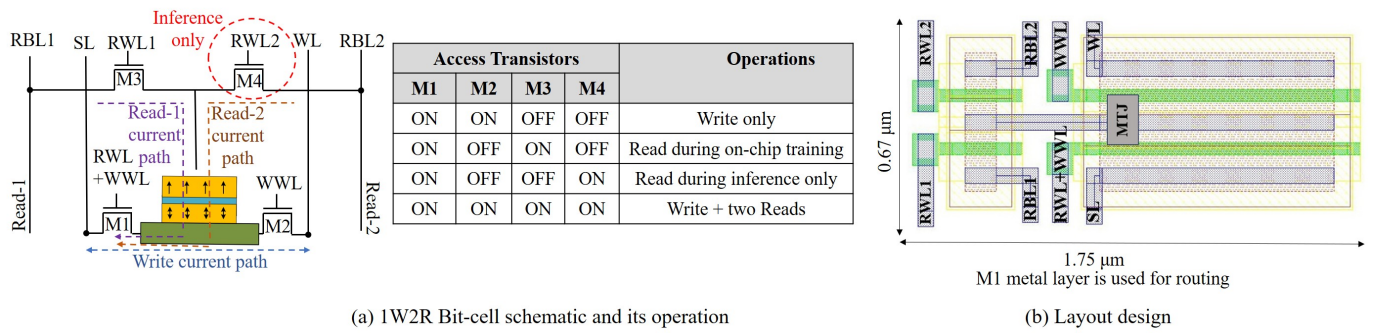 Inference
only
RBL1
SL
RWL1
RWL2
WL
RBL2
M3
M4
Read-1
current
path
Read-2
current
path
RWL
+WWL
WWL
M1
M2
Read-1
Read-2
Write current path
Access Transistors Operations
M1 M2 M3 M4
ON ON OFF OFF Write only
ON OFF ON OFF Read during on-chip training
ON OFF OFF ON Read during inference only
ON ON ON ON Write + two Reads
(a) 1W2R Bit-cell schematic and its operation
RWL2
RBL2
WWL
WL
MTJ
RWL1
RBL1
RWL+WWL
SL
0.67 μm
1.75 μm
M1 metal layer is used for routing
(b) Layout design